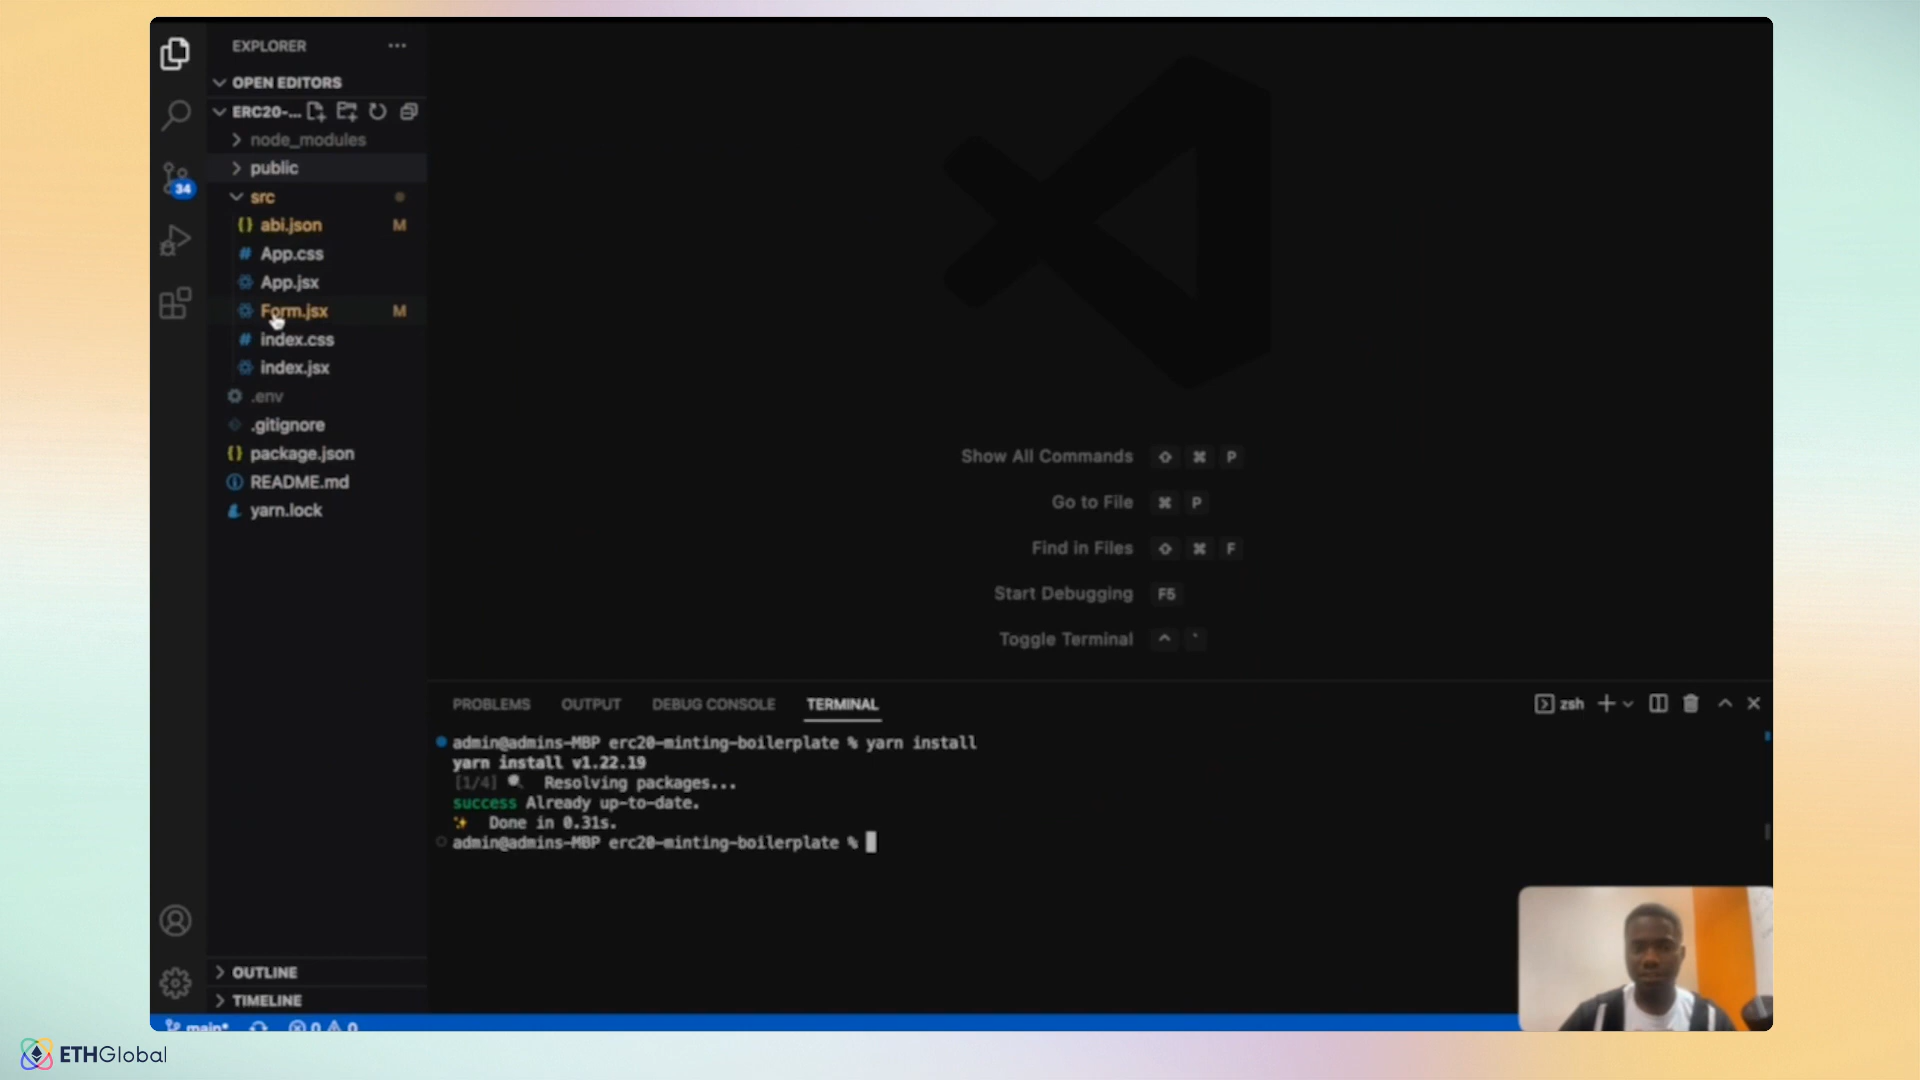 EXPLORER
OPEN EDITORS
ERC20-...
node_modules
public
34
src
abi.json M
App.css
App.jsx
Form.jsx M
index.css
index.jsx
.env
.gitignore
package.json
README.md
yarn.lock
Show All Commands ⌘ P
Go to File ⌘ P
Find in Files ⌘ F
Start Debugging F5
Toggle Terminal ^ `
PROBLEMS OUTPUT DEBUG CONSOLE TERMINAL zsh
admin@admins-MBP erc20-minting-boilerplate % yarn install
yarn install v1.22.19
[1/4] 🔍 Resolving packages...
success Already up-to-date.
✨ Done in 0.31s.
admin@admins-MBP erc20-minting-boilerplate %
OUTLINE
TIMELINE
main* 0 0
ETHGlobal